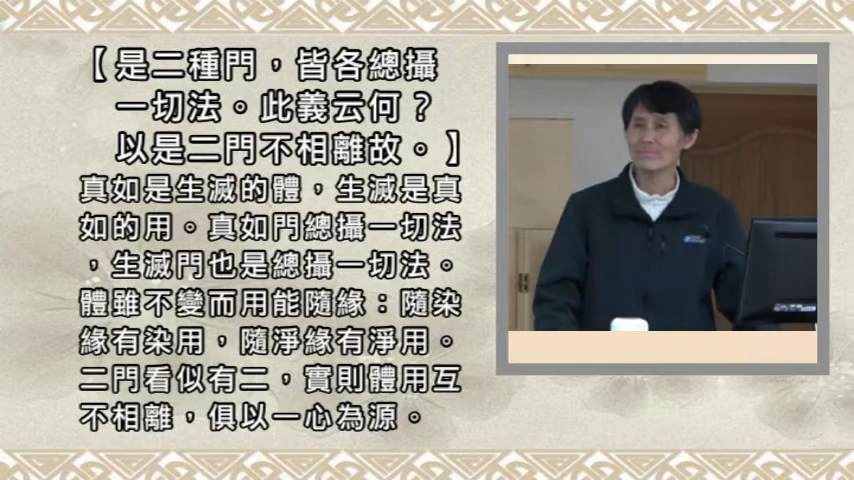 【是二種門，皆各總攝
一切法。此義云何？
以是二門不相離故。】
真如是生滅的體，生滅是真
如的用。真如門總攝一切法
，生滅門也是總攝一切法。
體雖不變而用能隨緣：隨染
緣有染用，隨淨緣有淨用。
二門看似有二，實則體用互
不相離，俱以一心為源。